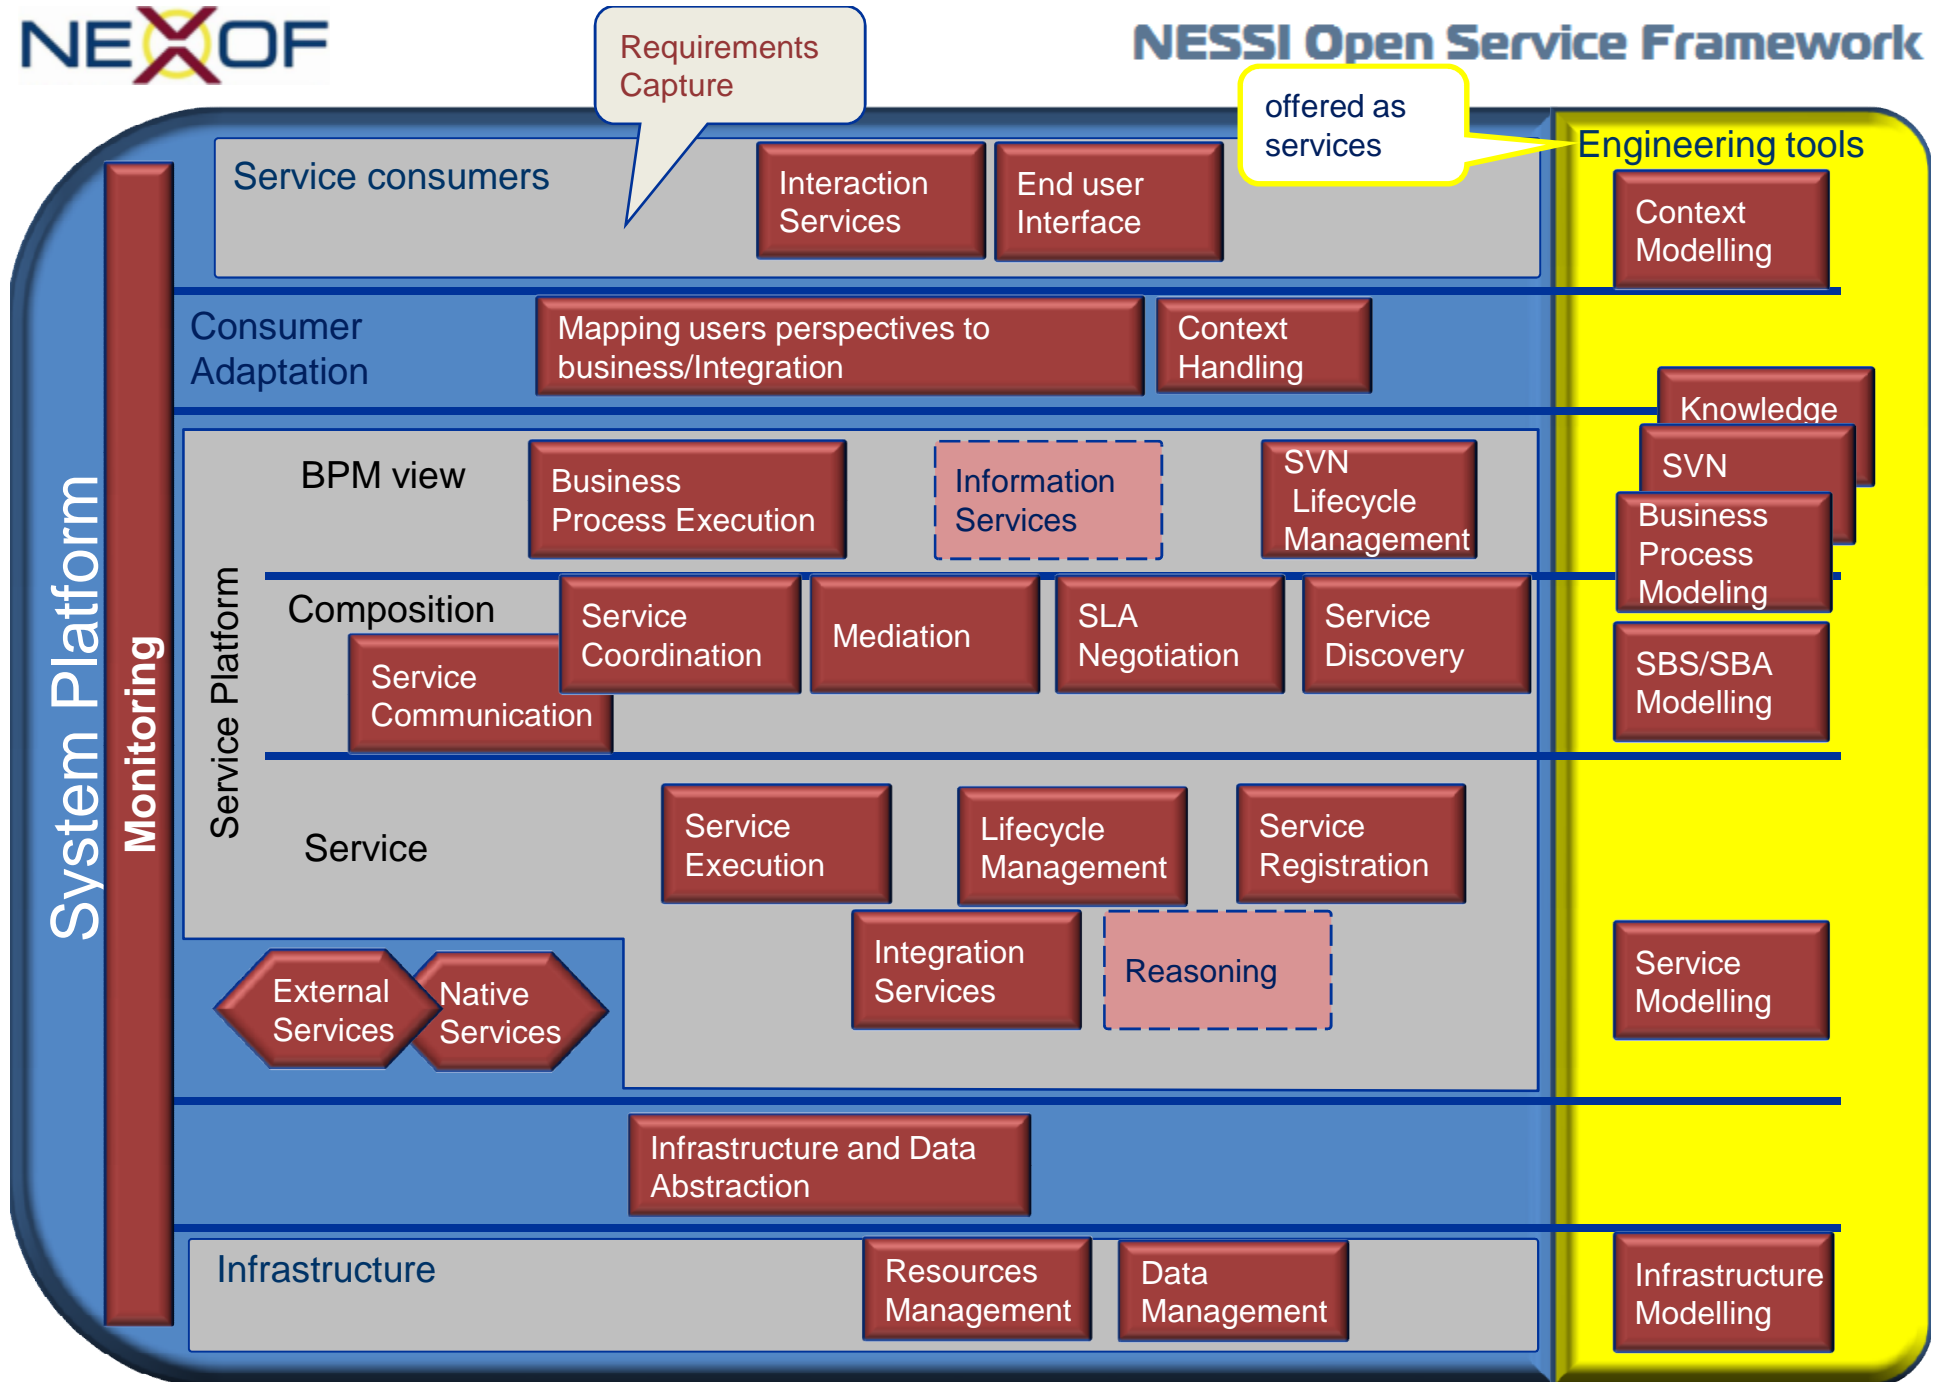 NEXOF
NESSI Open Service Framework
Requirements
Capture
offered as
services
Engineering tools
Service consumers
Interaction
Services
End user
Interface
Context
Modelling
Consumer
Adaptation
Mapping users perspectives to
business/Integration
Context
Handling
Knowledge
SVN
Business
Process
Modeling
System Platform
Monitoring
Service Platform
BPM view
Business
Process Execution
Information
Services
SVN
Lifecycle
Management
Composition
Service
Communication
Service
Coordination
Mediation
SLA
Negotiation
Service
Discovery
SBS/SBA
Modelling
Service
Service
Execution
Lifecycle
Management
Service
Registration
Integration
Services
Reasoning
Service
Modelling
External
Services
Native
Services
Infrastructure and Data
Abstraction
Infrastructure
Resources
Management
Data
Management
Infrastructure
Modelling